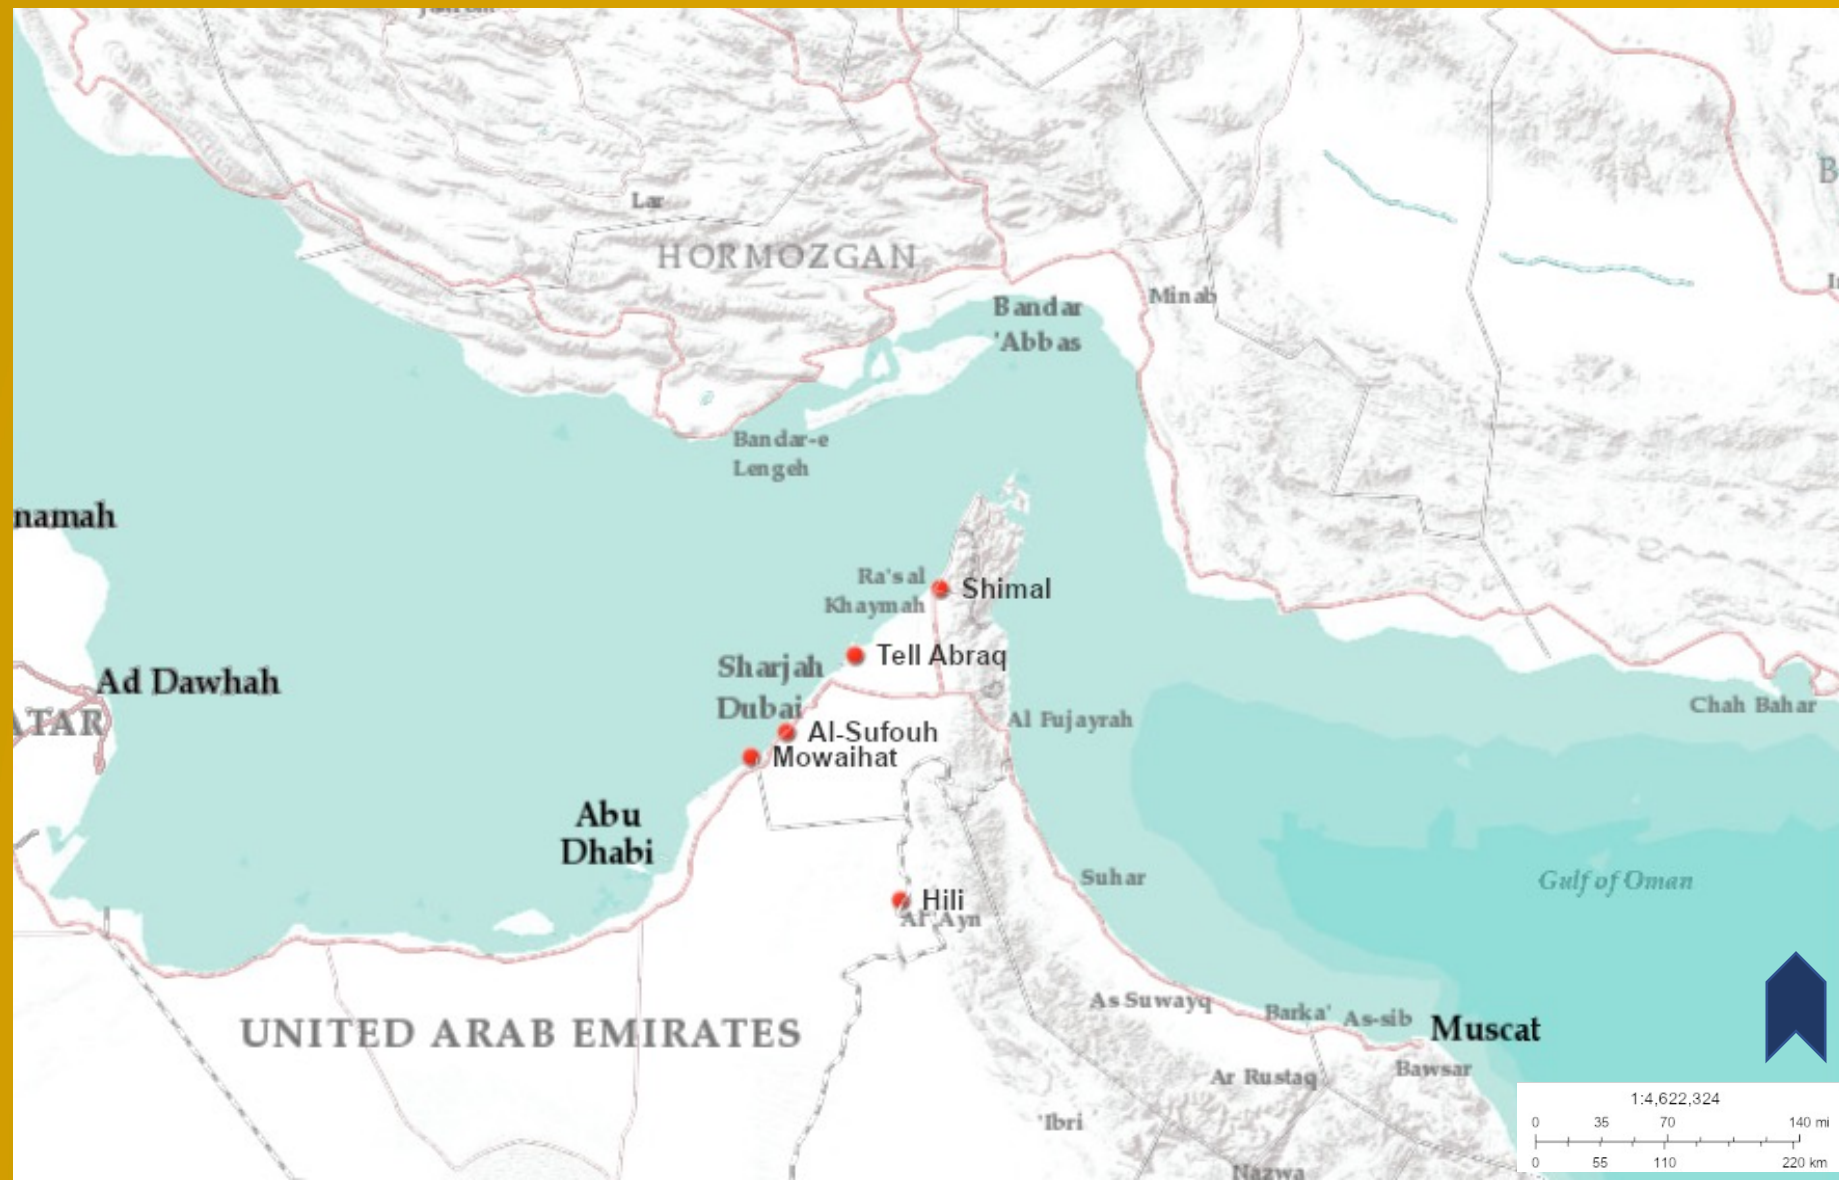 Lar
HORMOZGAN
Bandar
'Abbas
Minab
Bandar-e
Lengeh
namah
Ra's al
Khaymah
Shimal
Tell Abraq
Sharjah
Ad Dawhah
Dubai
ATAR
Al Fujayrah
Chah Bahar
Al-Sufouh
Mowaihat
Abu
Dhabi
Suhar
Gulf of Oman
Hili
Al 'Ayn
As Suwayq
Barka'
As-sib
Muscat
UNITED ARAB EMIRATES
Bawsar
Ar Rustaq
'Ibri
Nazwa
1:4,622,324
0 35 70 140 mi
0 55 110 220 km